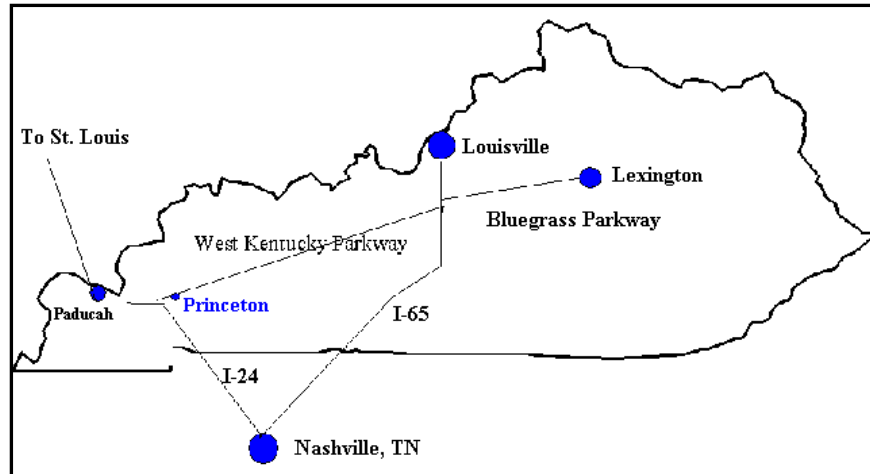 To St. Louis
Louisville
Lexington
Bluegrass Parkway
West Kentucky Parkway
Princeton
Paducah
I-65
I-24
Nashville, TN